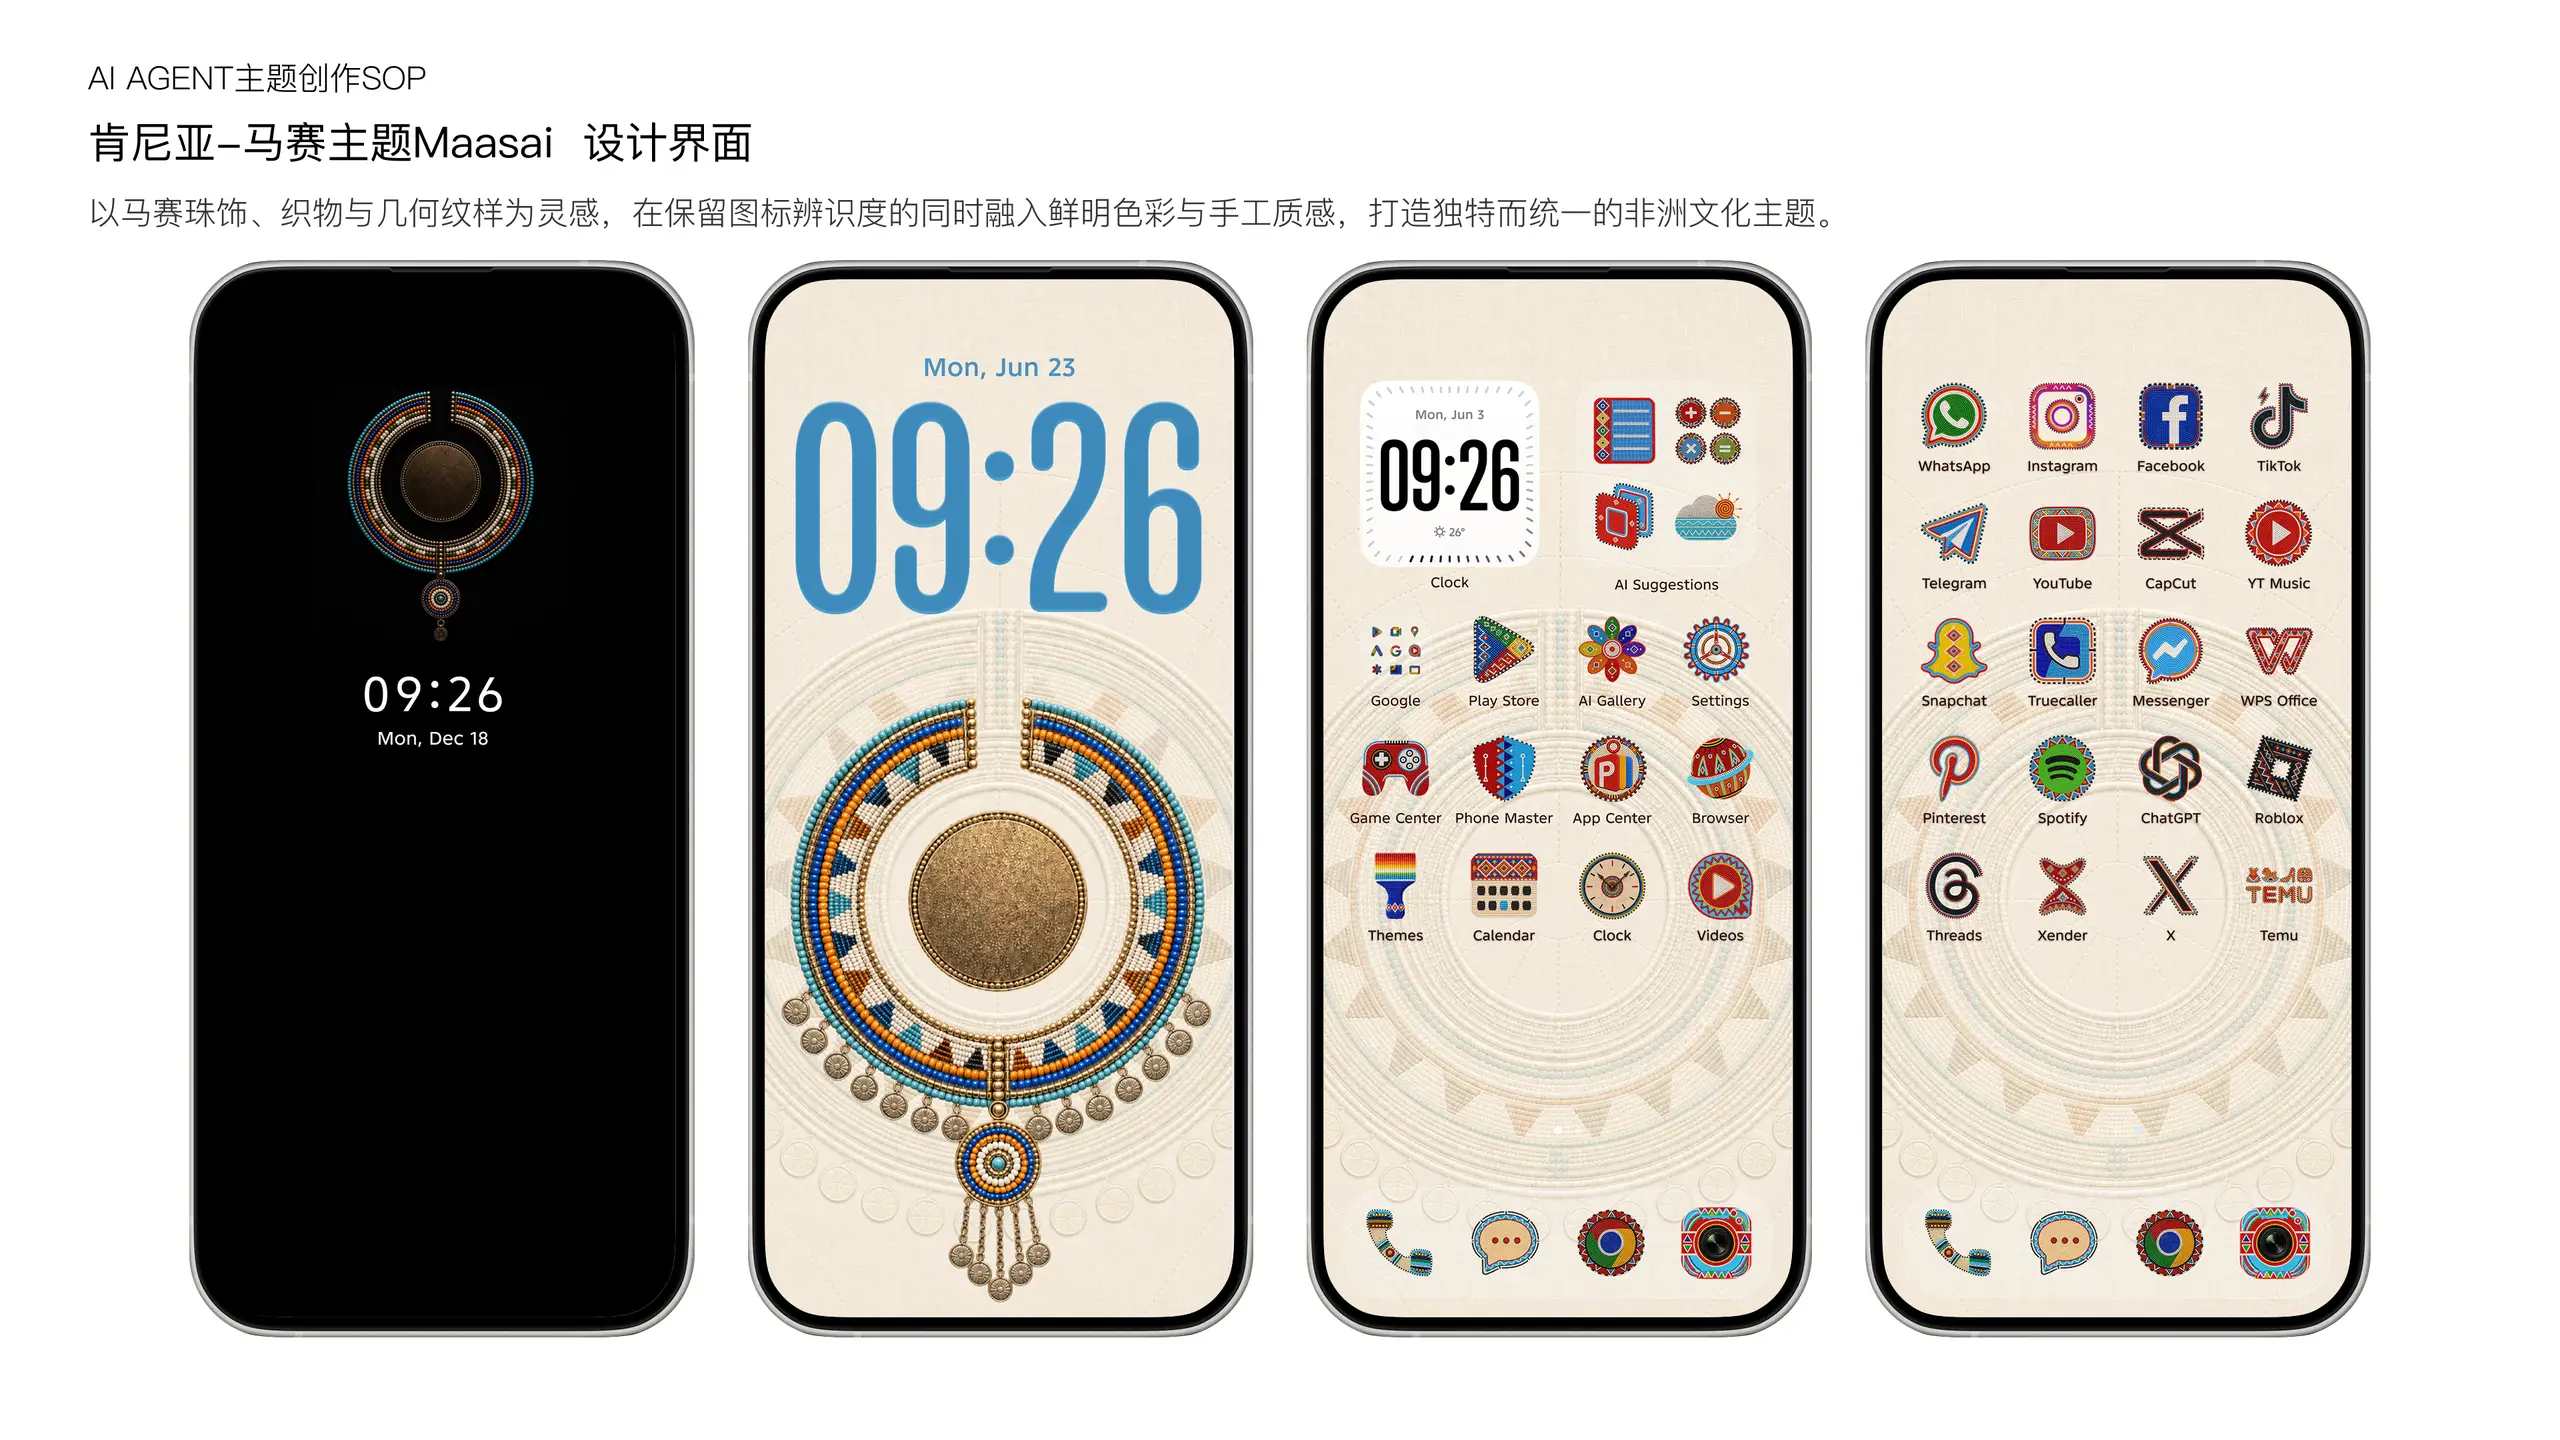 AI AGENT主题创作SOP
肯尼亚-马赛主题Maasai 设计界面
以马赛珠饰、织物与几何纹样为灵感，在保留图标辨识度的同时融入鲜明色彩与手工质感，打造独特而统一的非洲文化主题。
09:26
Mon, Dec 18
Mon, Jun 23
09:26
Mon, Jun 3
09:26
26°
Clock
AI Suggestions
Google
Play Store
AI Gallery
Settings
Game Center
Phone Master
App Center
Browser
Themes
Calendar
Clock
Videos
WhatsApp
Instagram
Facebook
TikTok
Telegram
YouTube
CapCut
YT Music
Snapchat
Truecaller
Messenger
WPS Office
Pinterest
Spotify
ChatGPT
Roblox
TEMU
Threads
Xender
X
Temu